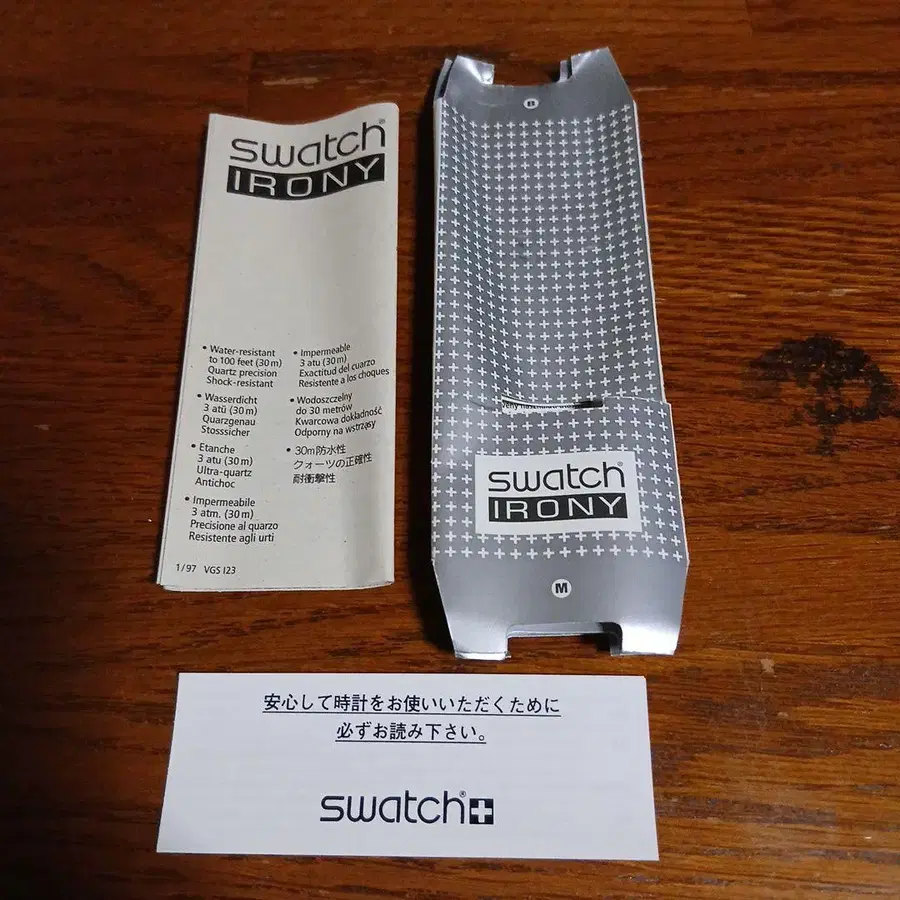 swatch®
IRONY
• Water-resistant
to 100 feet (30 m)
Quartz precision
Shock-resistant
• Wasserdicht
3 atü (30 m)
Quarzgenau
Stosssicher
• Etanche
3 atu (30 m)
Ultra-quartz
Antichoc
• Impermeabile
3 atm. (30 m)
Precisione al quarzo
Resistente agli urti
• Impermeable
3 atu (30 m)
Exactitud del cuarzo
Resistente a los choques
• Wodoszczelny
do 30 metrów
Kwarcowa dokładność
Odporny na wstrząsy
• 30m防水性
クォーツの正確性
耐衝撃性
1/97 VGS I23
swatch®
IRONY
M
安心して時計をお使いいただくために
必ずお読み下さい。
swatch®